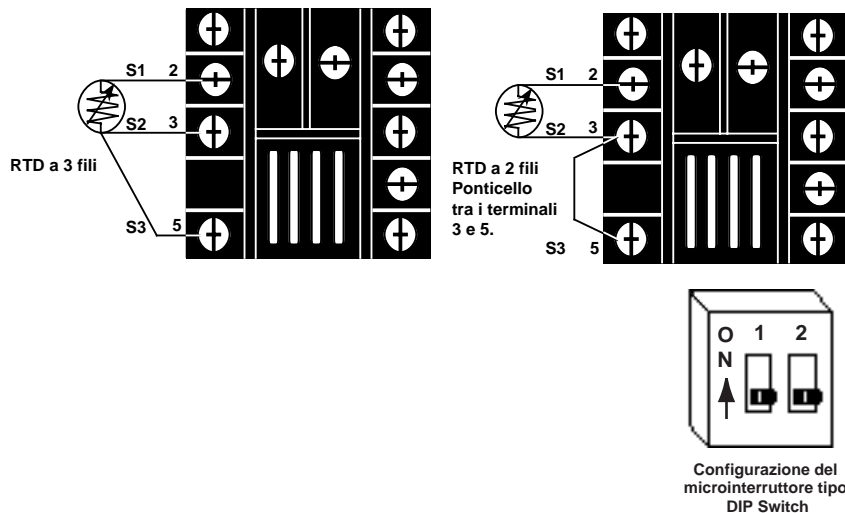 S1 2
S2 3
RTD a 3 fili
S3 5
S1 2
S2 3
RTD a 2 fili
Ponticello
tra i terminali
3 e 5.
S3 5
O 1 2
N
Configurazione del
microinterruttore tipo
DIP Switch